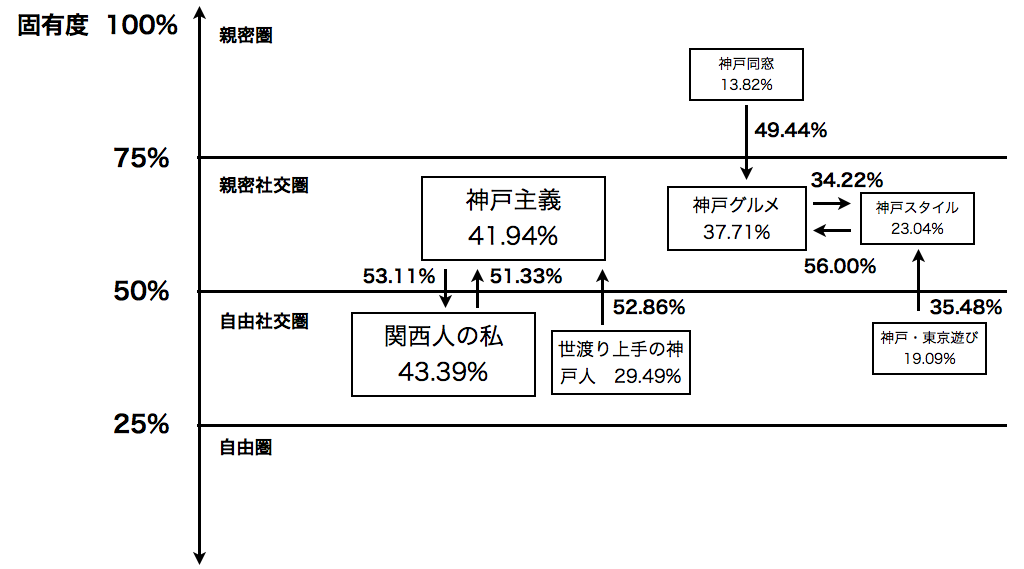 固有度 100%
親密圏
神戸同窓
13.82%
49.44%
75%
親密社交圏
34.22%
神戸主義
41.94%
神戸グルメ
37.71%
神戸スタイル
23.04%
56.00%
53.11%
51.33%
50%
52.86%
35.48%
自由社交圏
関西人の私
43.39%
世渡り上手の神
戸人 29.49%
神戸・東京遊び
19.09%
25%
自由圏